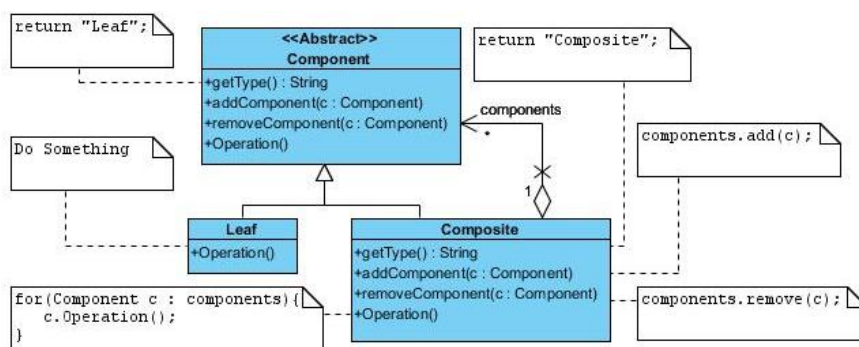 return "Leaf";
<<Abstract>>
Component
+getType() : String
+addComponent(c : Component)
+removeComponent(c : Component)
+Operation()
return "Composite";
components
*
1
components.add(c);
Do Something
Leaf
+Operation()
Composite
+getType() : String
+addComponent(c : Component)
+removeComponent(c : Component)
+Operation()
for(Component c : components){
c.Operation();
}
components.remove(c);